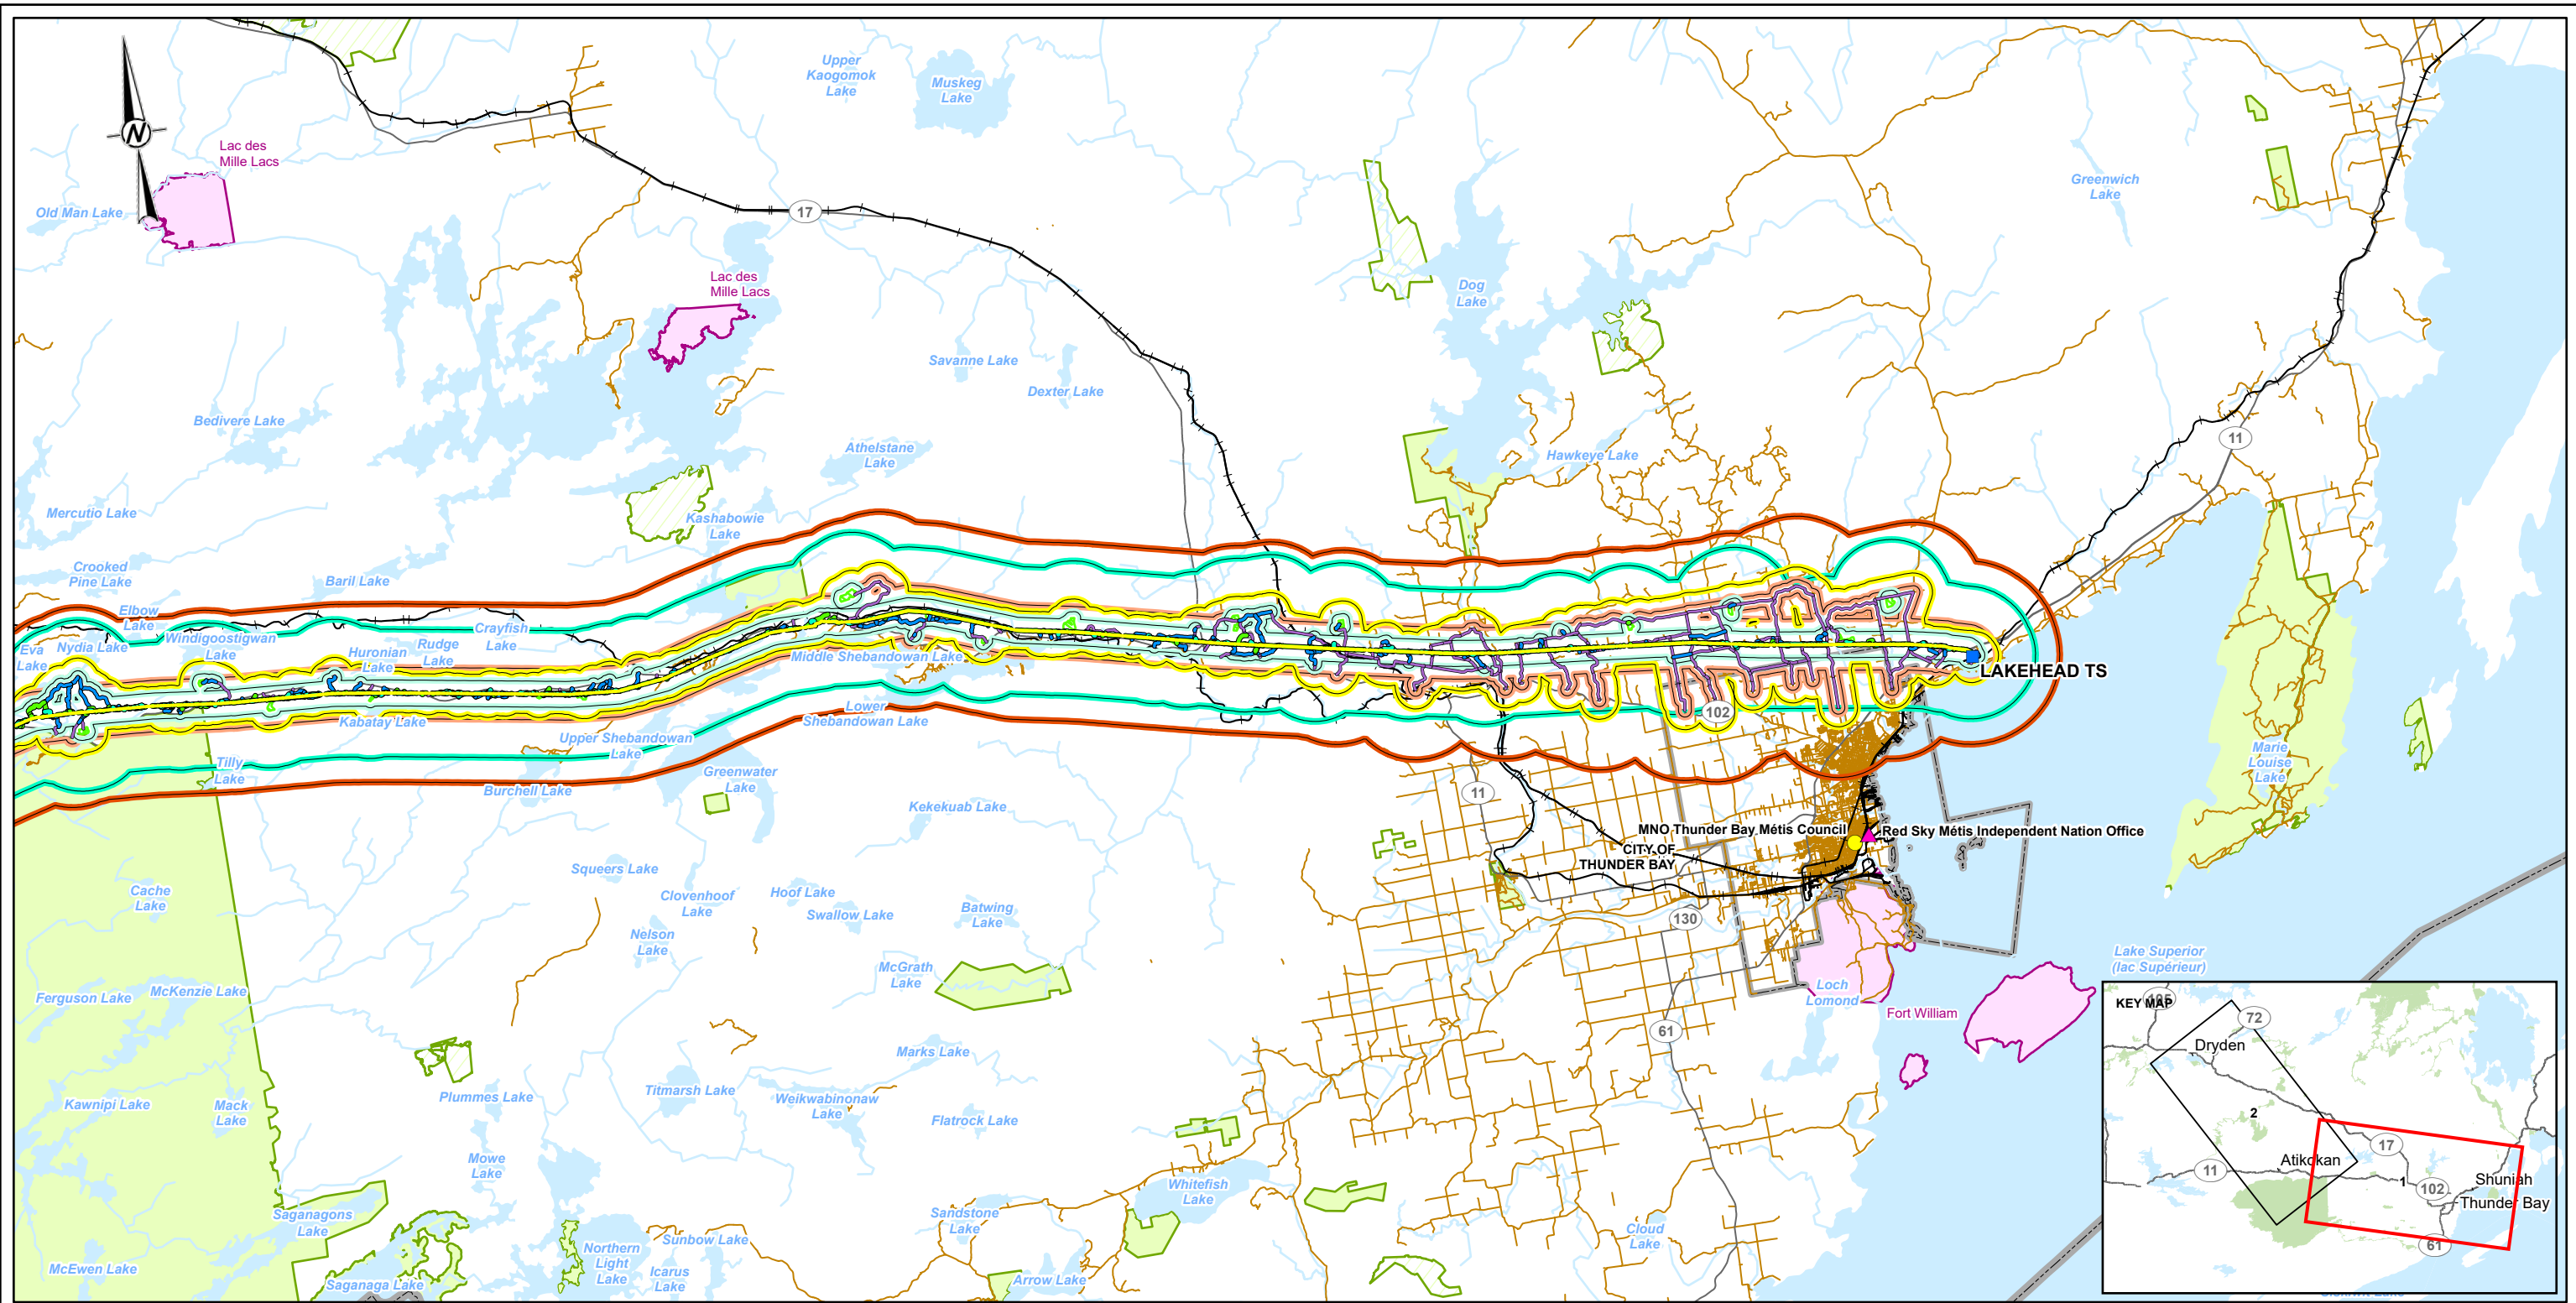 Upper
Kaogomok
Lake
Muskeg
Lake
N
Lac des
Mille Lacs
Old Man Lake
17
Greenwich
Lake
Lac des
Mille Lacs
Dog
Lake
Savanne Lake
Dexter Lake
Bedivere Lake
11
Athelstane
Lake
Hawkeye Lake
Mercutio Lake
Kashabowie
Lake
Crooked
Pine Lake
Baril Lake
Elbow
Lake
Windigoostigwan
Lake
Crayfish
Lake
Eva
Lake
Nydia Lake
Huronian
Lake
Rudge
Lake
Middle Shebandowan Lake
LAKEHEAD TS
Kabatay Lake
Lower
Shebandowan Lake
102
Upper Shebandowan
Lake
Tilly
Lake
Greenwater
Lake
Burchell Lake
11
Marie
Louise
Lake
Kekekuab Lake
MNO Thunder Bay Métis Council
Red Sky Métis Independent Nation Office
CITY OF
THUNDER BAY
Squeers Lake
Cache
Lake
Clovenhoof
Lake
Hoof Lake
Swallow Lake
Batwing
Lake
130
Nelson
Lake
McGrath
Lake
Lake Superior
(lac Supérieur)
Ferguson Lake
McKenzie Lake
Loch
Lomond
Fort William
61
Marks Lake
Titmarsh Lake
Weikwabinonaw
Lake
Plummes Lake
Kawnipi Lake
Mack
Lake
Flatrock Lake
Mowe
Lake
Whitefish
Lake
Saganagons
Lake
Sandstone
Lake
Cloud
Lake
Sunbow Lake
Northern
Light
Lake
McEwen Lake
Icarus
Lake
Saganaga Lake
Arrow Lake
KEY MAP
105
72
Dryden
2
17
Atikokan
11
1
102
Shuniah
Thunder Bay
61